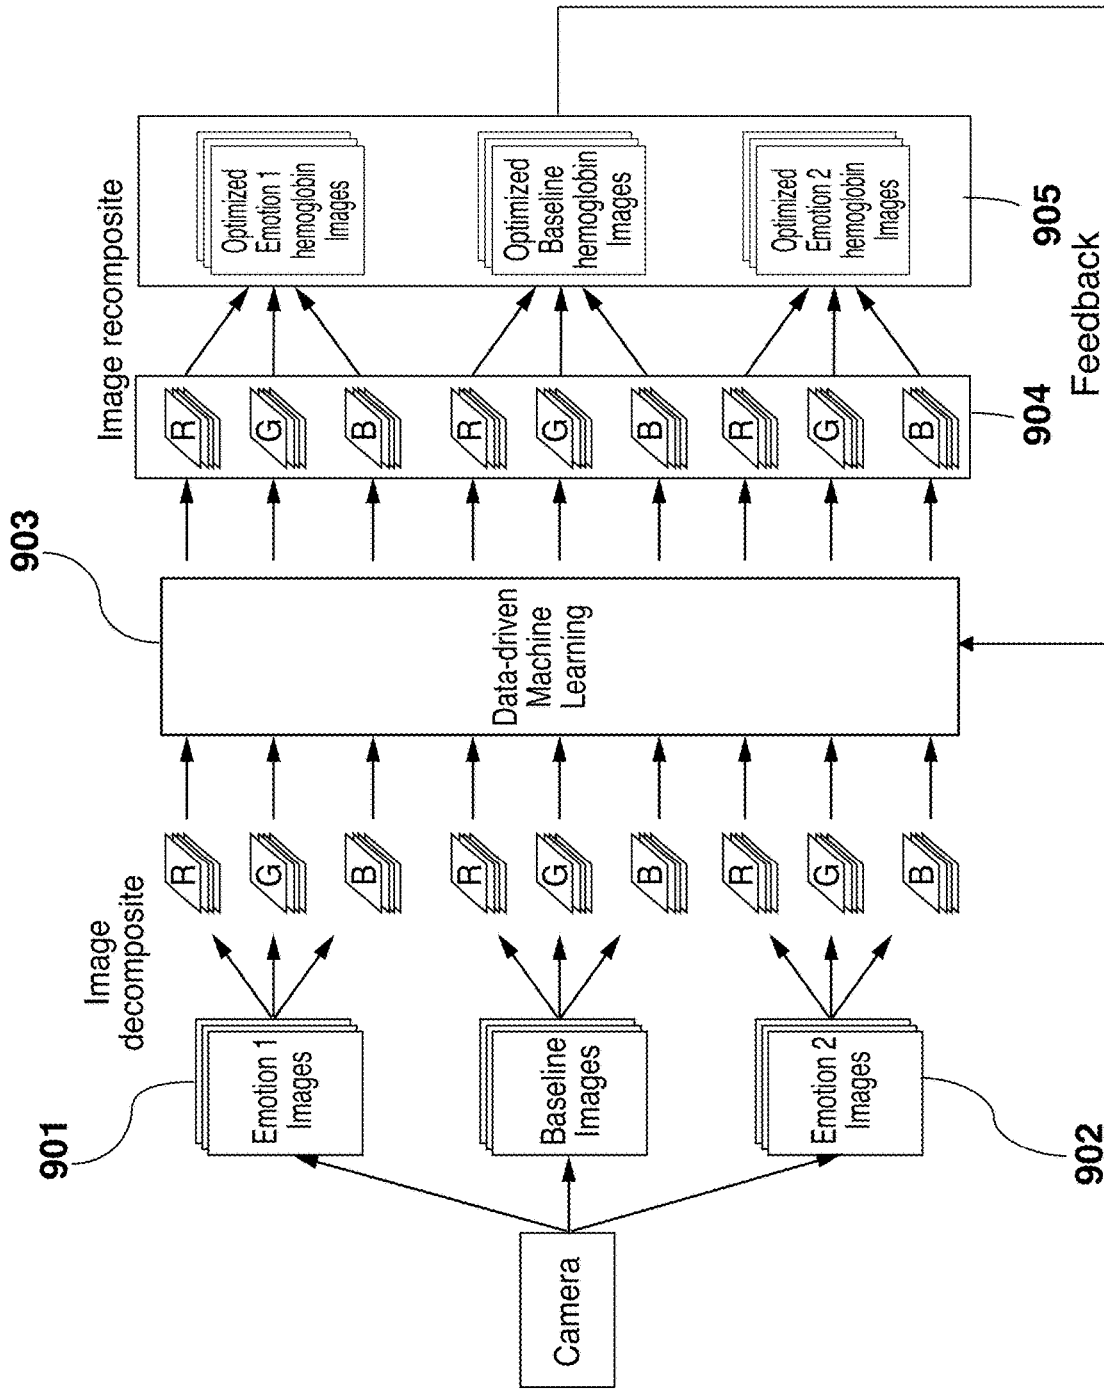 903
901
Image
decomposite
Image recomposite
Camera
Emotion 1
Images
Baseline
Images
Emotion 2
Images
902
R
G
B
R
G
B
R
G
B
Data-driven
Machine
Learning
R
G
B
R
G
B
R
G
B
904
Optimized
Emotion 1
hemoglobin
Images
Optimized
Baseline
hemoglobin
Images
Optimized
Emotion 2
hemoglobin
Images
905
Feedback